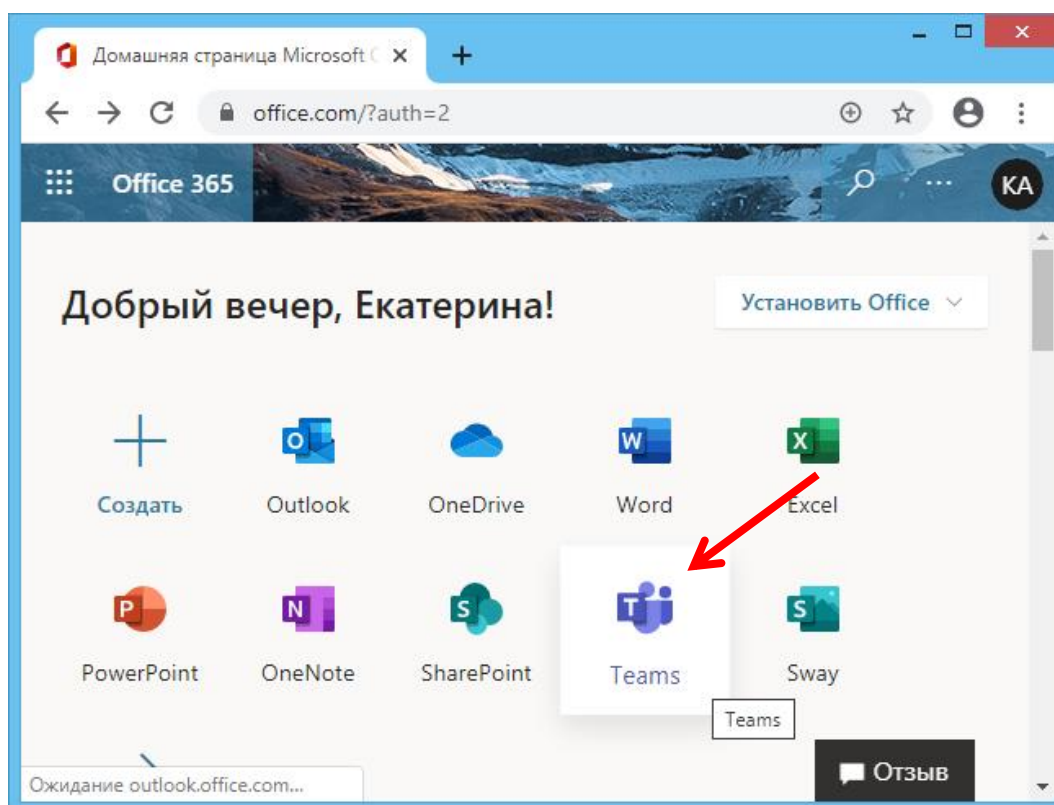 Домашняя страница Microsoft
office.com/?auth=2
Office 365
KA
Добрый вечер, Екатерина!
Установить Office
Создать
Outlook
OneDrive
Word
Excel
PowerPoint
OneNote
SharePoint
Teams
Sway
Teams
Отзыв
Ожидание outlook.office.com...